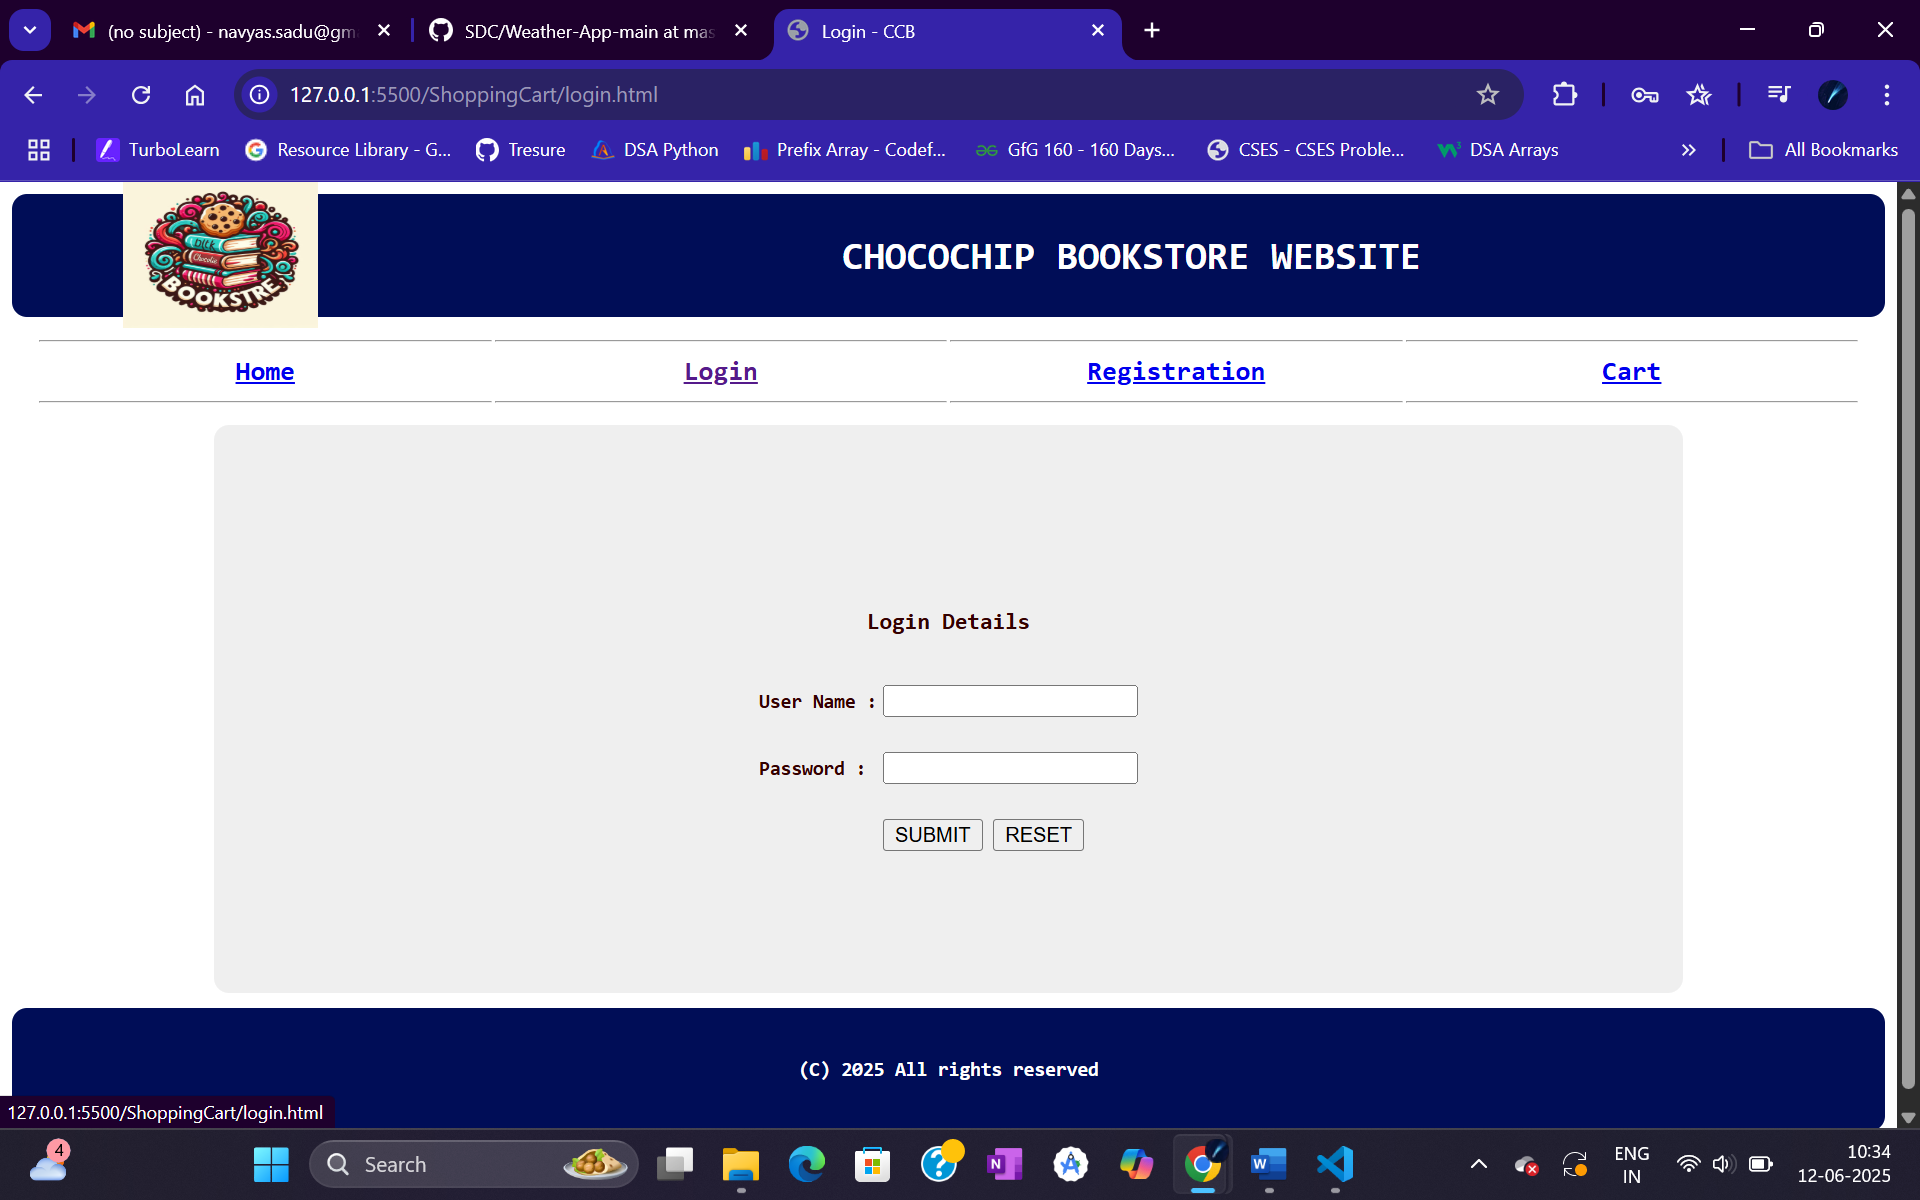 (no subject) - navyas.sadu@gm
SDC/Weather-App-main at mas
Login - CCB
127.0.0.1:5500/ShoppingCart/login.html
TurboLearn
Resource Library - G...
Tresure
DSA Python
Prefix Array - Codef...
GfG 160 - 160 Days...
CSES - CSES Proble...
DSA Arrays
All Bookmarks
BOOKSTRE
CHOCOCHIP BOOKSTORE WEBSITE
Home
Login
Registration
Cart
Login Details
User Name :
Password :
SUBMIT
RESET
(C) 2025 All rights reserved
127.0.0.1:5500/ShoppingCart/login.html
4
Search
ENG
IN
10:34
12-06-2025